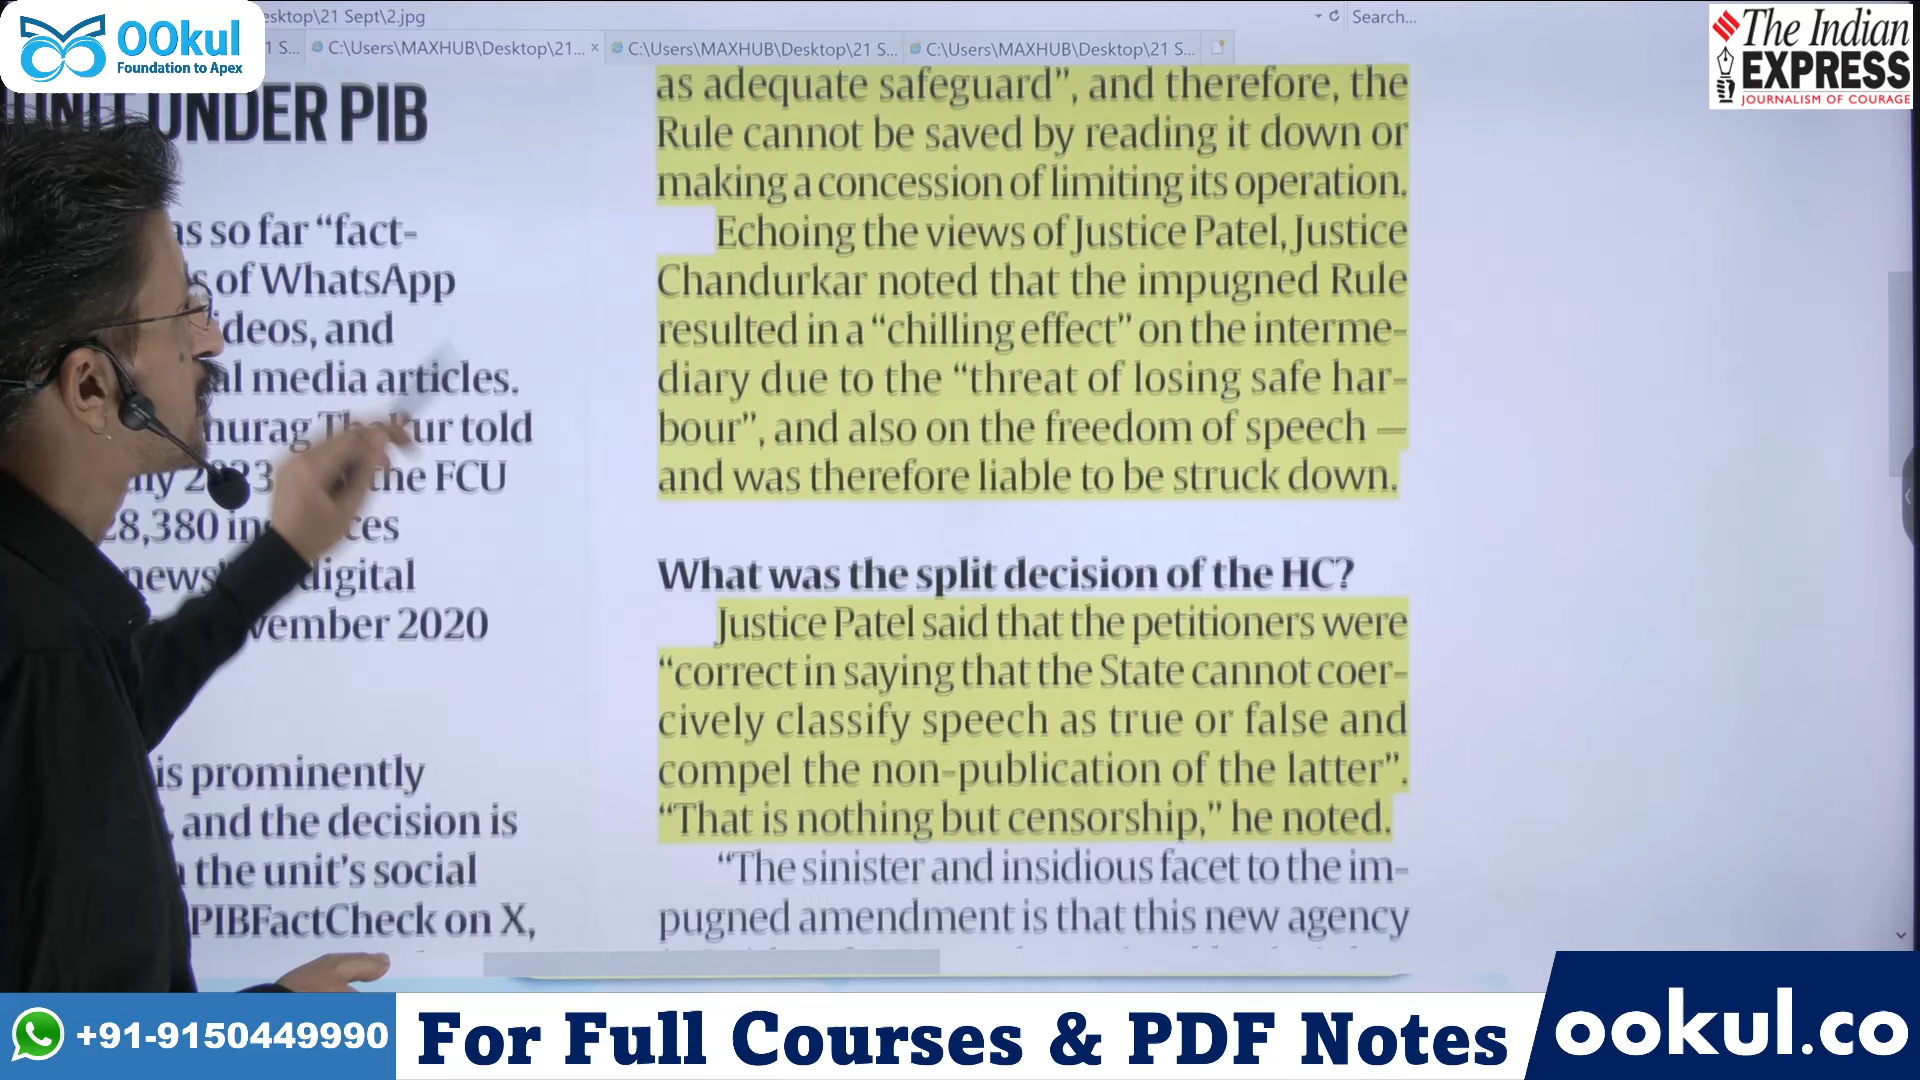 OOkul
Foundation to Apex
esktop\21 Sept\2.jpg
Search...
The Indian
EXPRESS
JOURNALISM OF COURAGE
1 S...
C:\Users\MAXHUB\Desktop\21...
C:\Users\MAXHUB\Desktop\21 S...
C:\Users\MAXHUB\Desktop\21 S...
UNDER PIB
as so far “fact-
of WhatsApp
ideos, and
al media articles.
told
the FCU
28,380
news” digital
vember 2020
is prominently
, and the decision is
the unit’s social
PIBFactCheck on X,
as adequate safeguard”, and therefore, the
Rule cannot be saved by reading it down or
making a concession of limiting its operation.
Echoing the views of Justice Patel, Justice
Chandurkar noted that the impugned Rule
resulted in a “chilling effect” on the interme-
diary due to the “threat of losing safe har-
bour”, and also on the freedom of speech —
and was therefore liable to be struck down.
What was the split decision of the HC?
Justice Patel said that the petitioners were
“correct in saying that the State cannot coer-
cively classify speech as true or false and
compel the non-publication of the latter”.
“That is nothing but censorship,” he noted.
“The sinister and insidious facet to the im-
pugned amendment is that this new agency
+91-9150449990
For Full Courses & PDF Notes
ookul.co